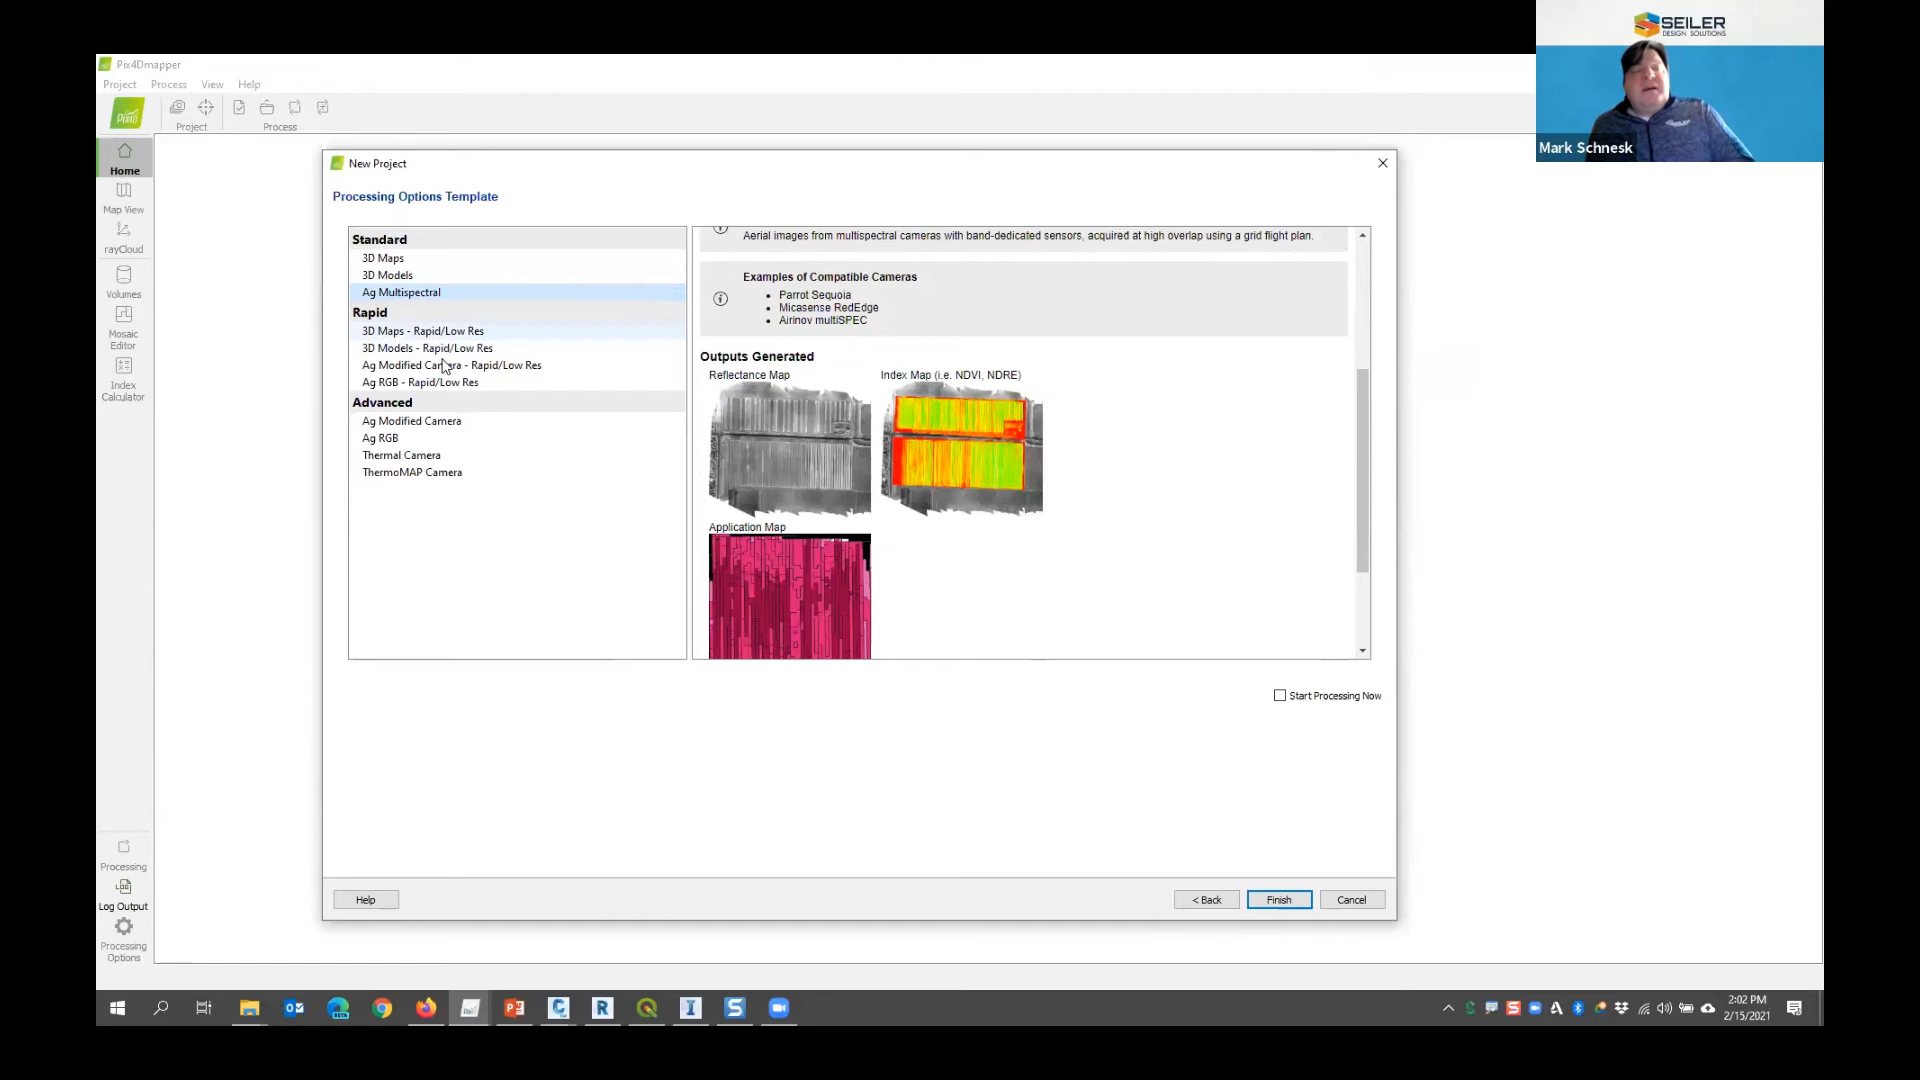 SEILER
DESIGN SOLUTIONS
Mark Schnesk
Pix4Dmapper
Project
Process
View
Help
Project
Process
Home
Map View
rayCloud
Volumes
Mosaic
Editor
Index
Calculator
Processing
Log Output
Processing
Options
New Project
Processing Options Template
Standard
3D Maps
3D Models
Ag Multispectral
Rapid
3D Maps - Rapid/Low Res
3D Models - Rapid/Low Res
Ag Modified Camera - Rapid/Low Res
Ag RGB - Rapid/Low Res
Advanced
Ag Modified Camera
Ag RGB
Thermal Camera
ThermoMAP Camera
Aerial images from multispectral cameras with band-dedicated sensors, acquired at high overlap using a grid flight plan.
Examples of Compatible Cameras
Parrot Sequoia
Micasense RedEdge
Airinov multiSPEC
Outputs Generated
Reflectance Map
Index Map (i.e. NDVI, NDRE)
Application Map
Start Processing Now
Help
< Back
Finish
Cancel
2:02 PM
2/15/2021